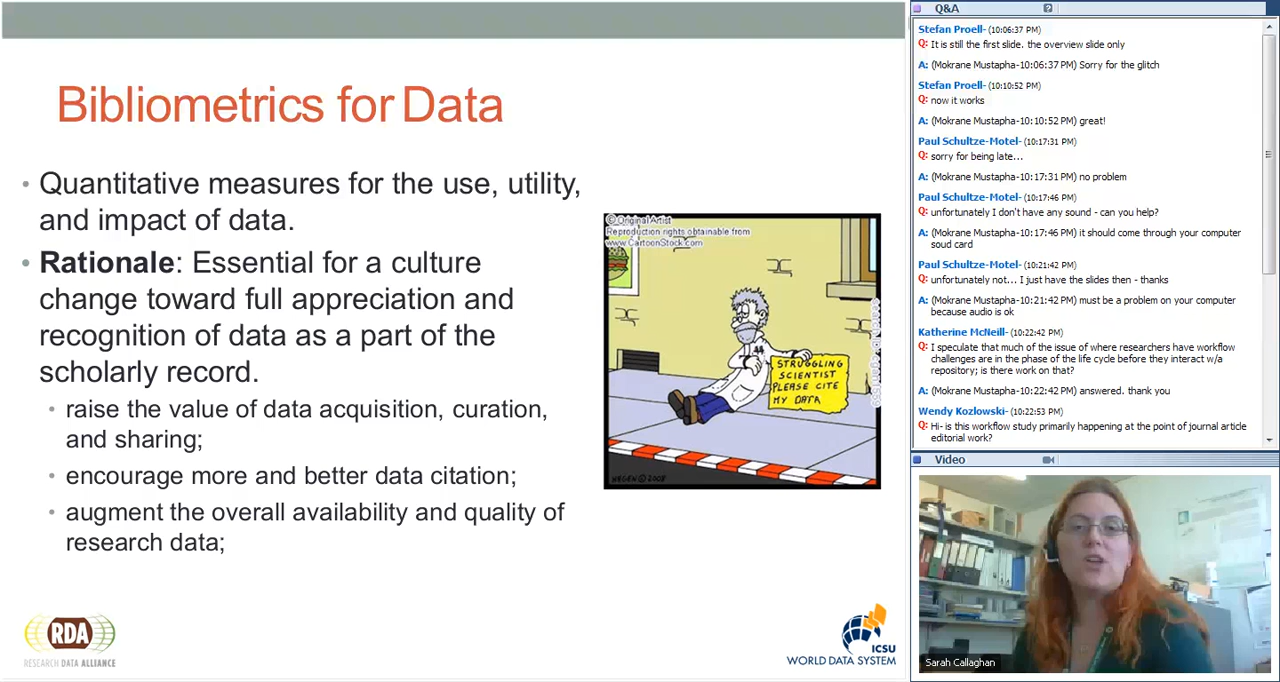 Bibliometrics for Data
• Quantitative measures for the use, utility,
and impact of data.
• Rationale: Essential for a culture
change toward full appreciation and
recognition of data as a part of the
scholarly record.
• raise the value of data acquisition, curation,
and sharing;
• encourage more and better data citation;
• augment the overall availability and quality of
research data;
© Original Artist
Reproduction rights obtainable from
www.CartoonStock.com
STRUGGLING
SCIENTIST
PLEASE CITE
MY DATA
HEGEN © 2008
RDA
RESEARCH DATA ALLIANCE
ICSU
WORLD DATA SYSTEM
Q&A
Stefan Proell- (10:06:37 PM)
Q: It is still the first slide. the overview slide only
A: (Mokrane Mustapha-10:06:37 PM) Sorry for the glitch
Stefan Proell- (10:10:52 PM)
Q: now it works
A: (Mokrane Mustapha-10:10:52 PM) great!
Paul Schultze-Motel- (10:17:31 PM)
Q: sorry for being late...
A: (Mokrane Mustapha-10:17:31 PM) no problem
Paul Schultze-Motel- (10:17:46 PM)
Q: unfortunately I don't have any sound - can you help?
A: (Mokrane Mustapha-10:17:46 PM) it should come through your computer
soud card
Paul Schultze-Motel- (10:21:42 PM)
Q: unfortunately not... I just have the slides then - thanks
A: (Mokrane Mustapha-10:21:42 PM) must be a problem on your computer
because audio is ok
Katherine McNeill- (10:22:42 PM)
Q: I speculate that much of the issue of where researchers have workflow
challenges are in the phase of the life cycle before they interact w/a
repository; is there work on that?
A: (Mokrane Mustapha-10:22:42 PM) answered. thank you
Wendy Kozlowski- (10:22:53 PM)
Q: Hi- is this workflow study primarily happening at the point of journal article
editorial work?
Video
Sarah Callaghan